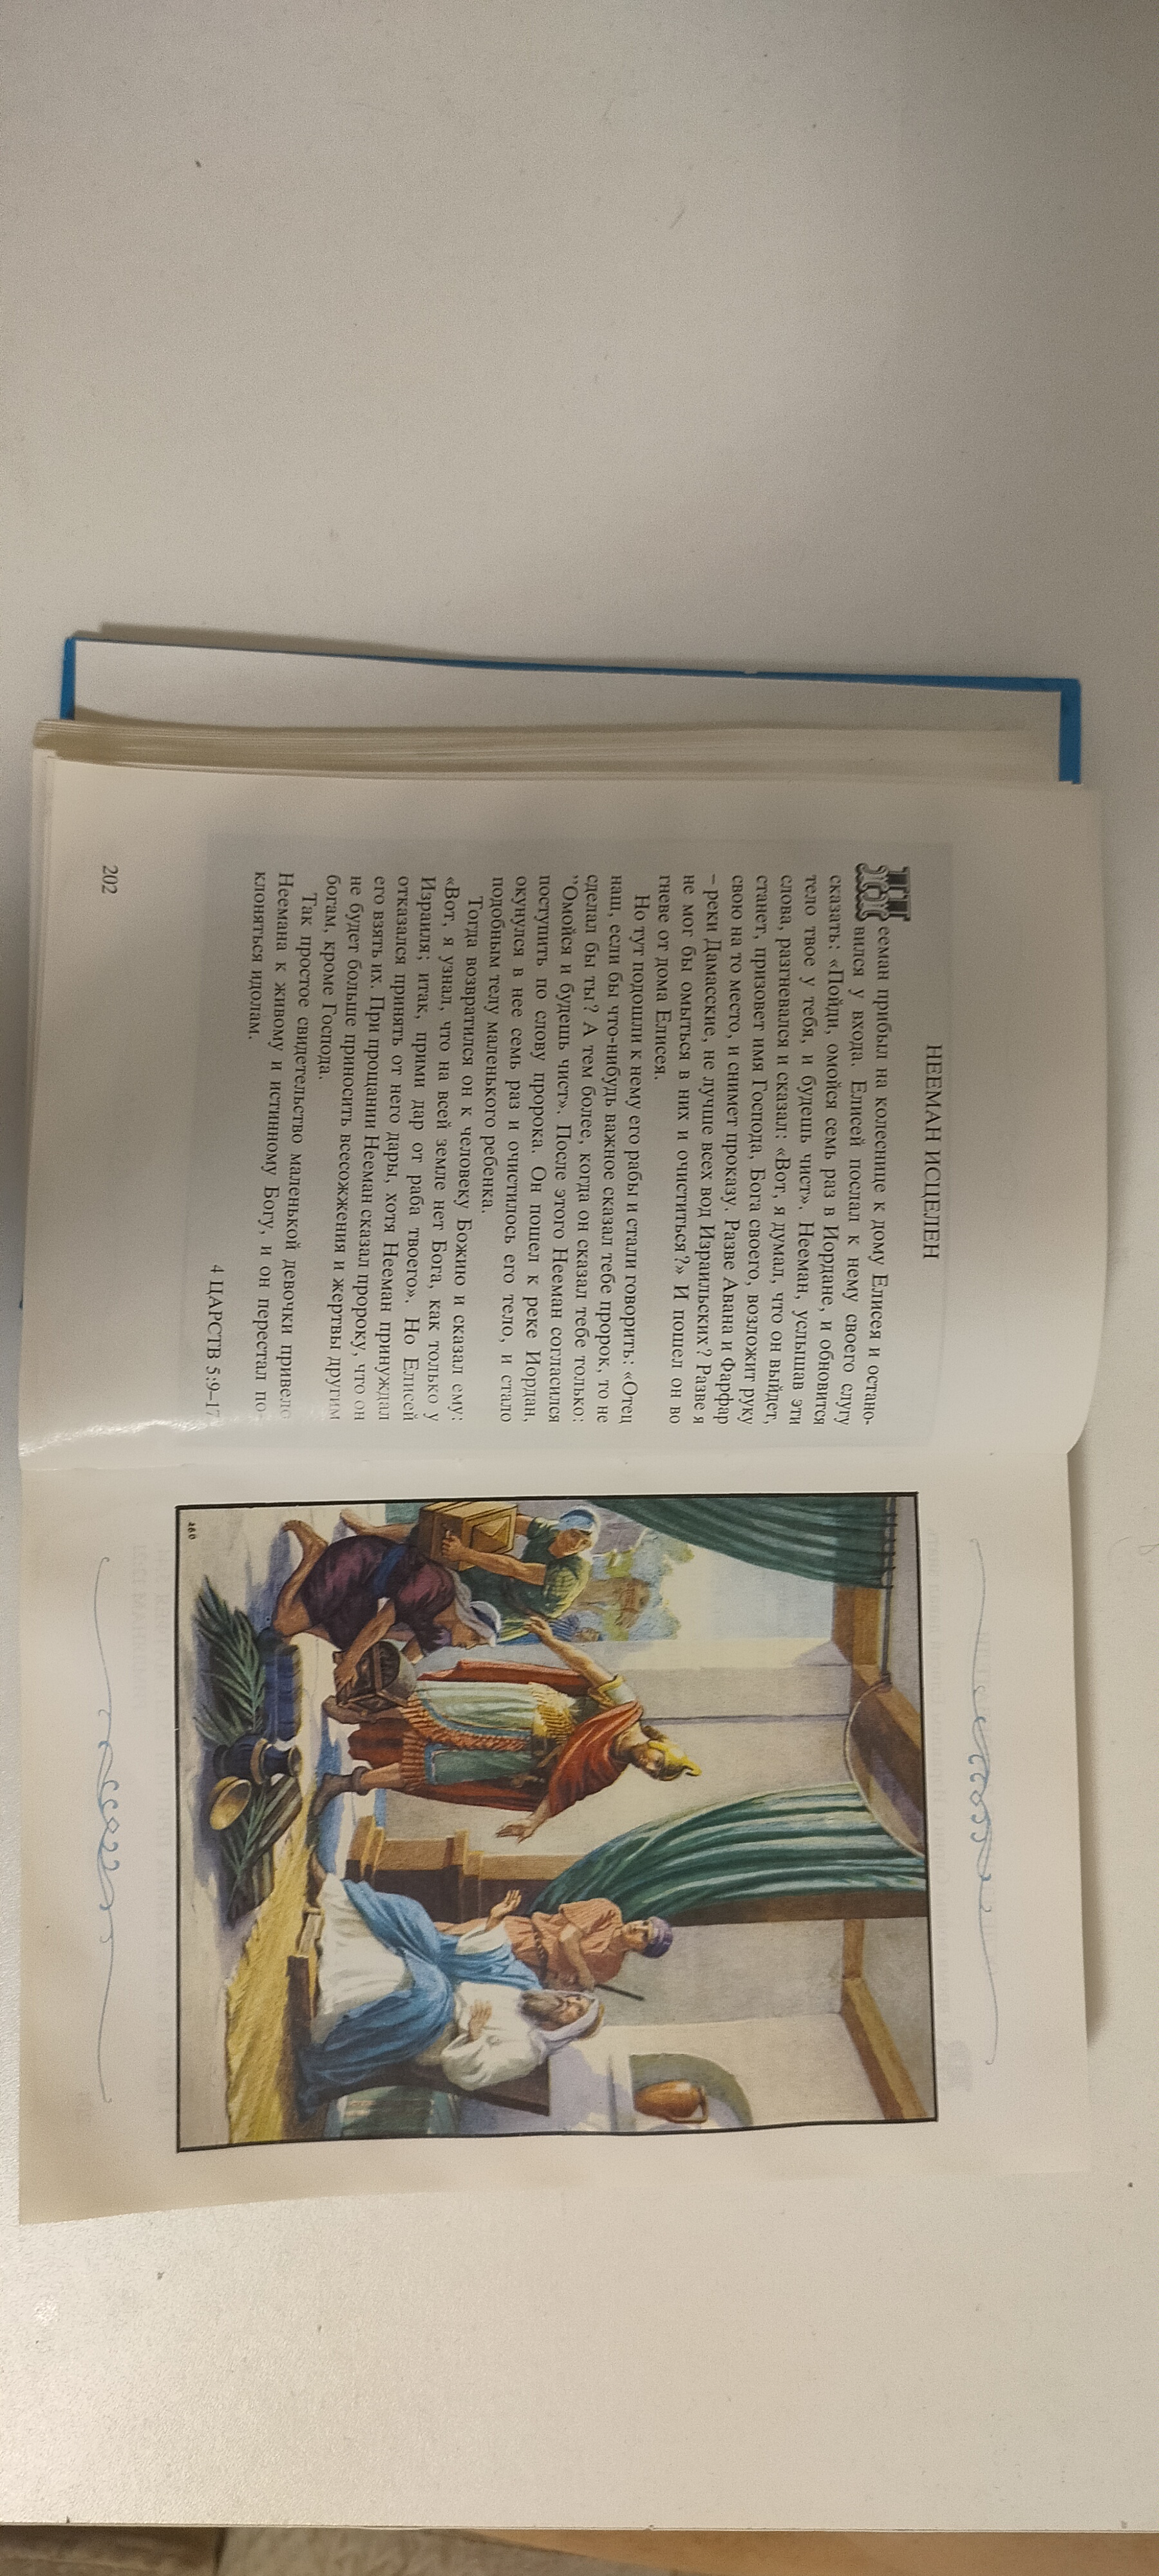 НЕЕМАН ИСЦЕЛЕН
Нееман прибыл на колеснице к дому Елисея и остано-
вился у входа. Елисей послал к нему своего слугу
сказать: «Пойди, омойся семь раз в Иордане, и обновится
тело твое у тебя, и будешь чист». Нееман, услышав эти
слова, разгневался и сказал: «Вот, я думал, что он выйдет,
станет, призовет имя Господа, Бога своего, возложит руку
свою на то место, и снимет проказу. Разве Авана и Фарфар
– реки Дамасские, не лучше всех вод Израильских? Разве я
не мог бы омыться в них и очиститься?» И пошел он во
гневе от дома Елисея.
Но тут подошли к нему его рабы и стали говорить: «Отец
наш, если бы что-нибудь важное сказал тебе пророк, то не
сделал бы ты? А тем более, когда он сказал тебе только:
"Омойся и будешь чист». После этого Нееман согласился
поступить по слову пророка. Он пошел к реке Иордан,
окунулся в нее семь раз и очистилось его тело, и стало
подобным телу маленького ребенка.
Тогда возвратился он к человеку Божию и сказал ему:
«Вот, я узнал, что на всей земле нет Бога, как только у
Израиля; итак, прими дар от раба твоего». Но Елисей
отказался принять от него дары, хотя Нееман принуждал
его взять их. При прощании Нееман сказал пророку, что он
не будет больше приносить всесожжения и жертвы другим
богам, кроме Господа.
Так простое свидетельство маленькой девочки привело
Неемана к живому и истинному Богу, и он перестал по-
клоняться идолам.
4 ЦАРСТВ 5:9–17
202